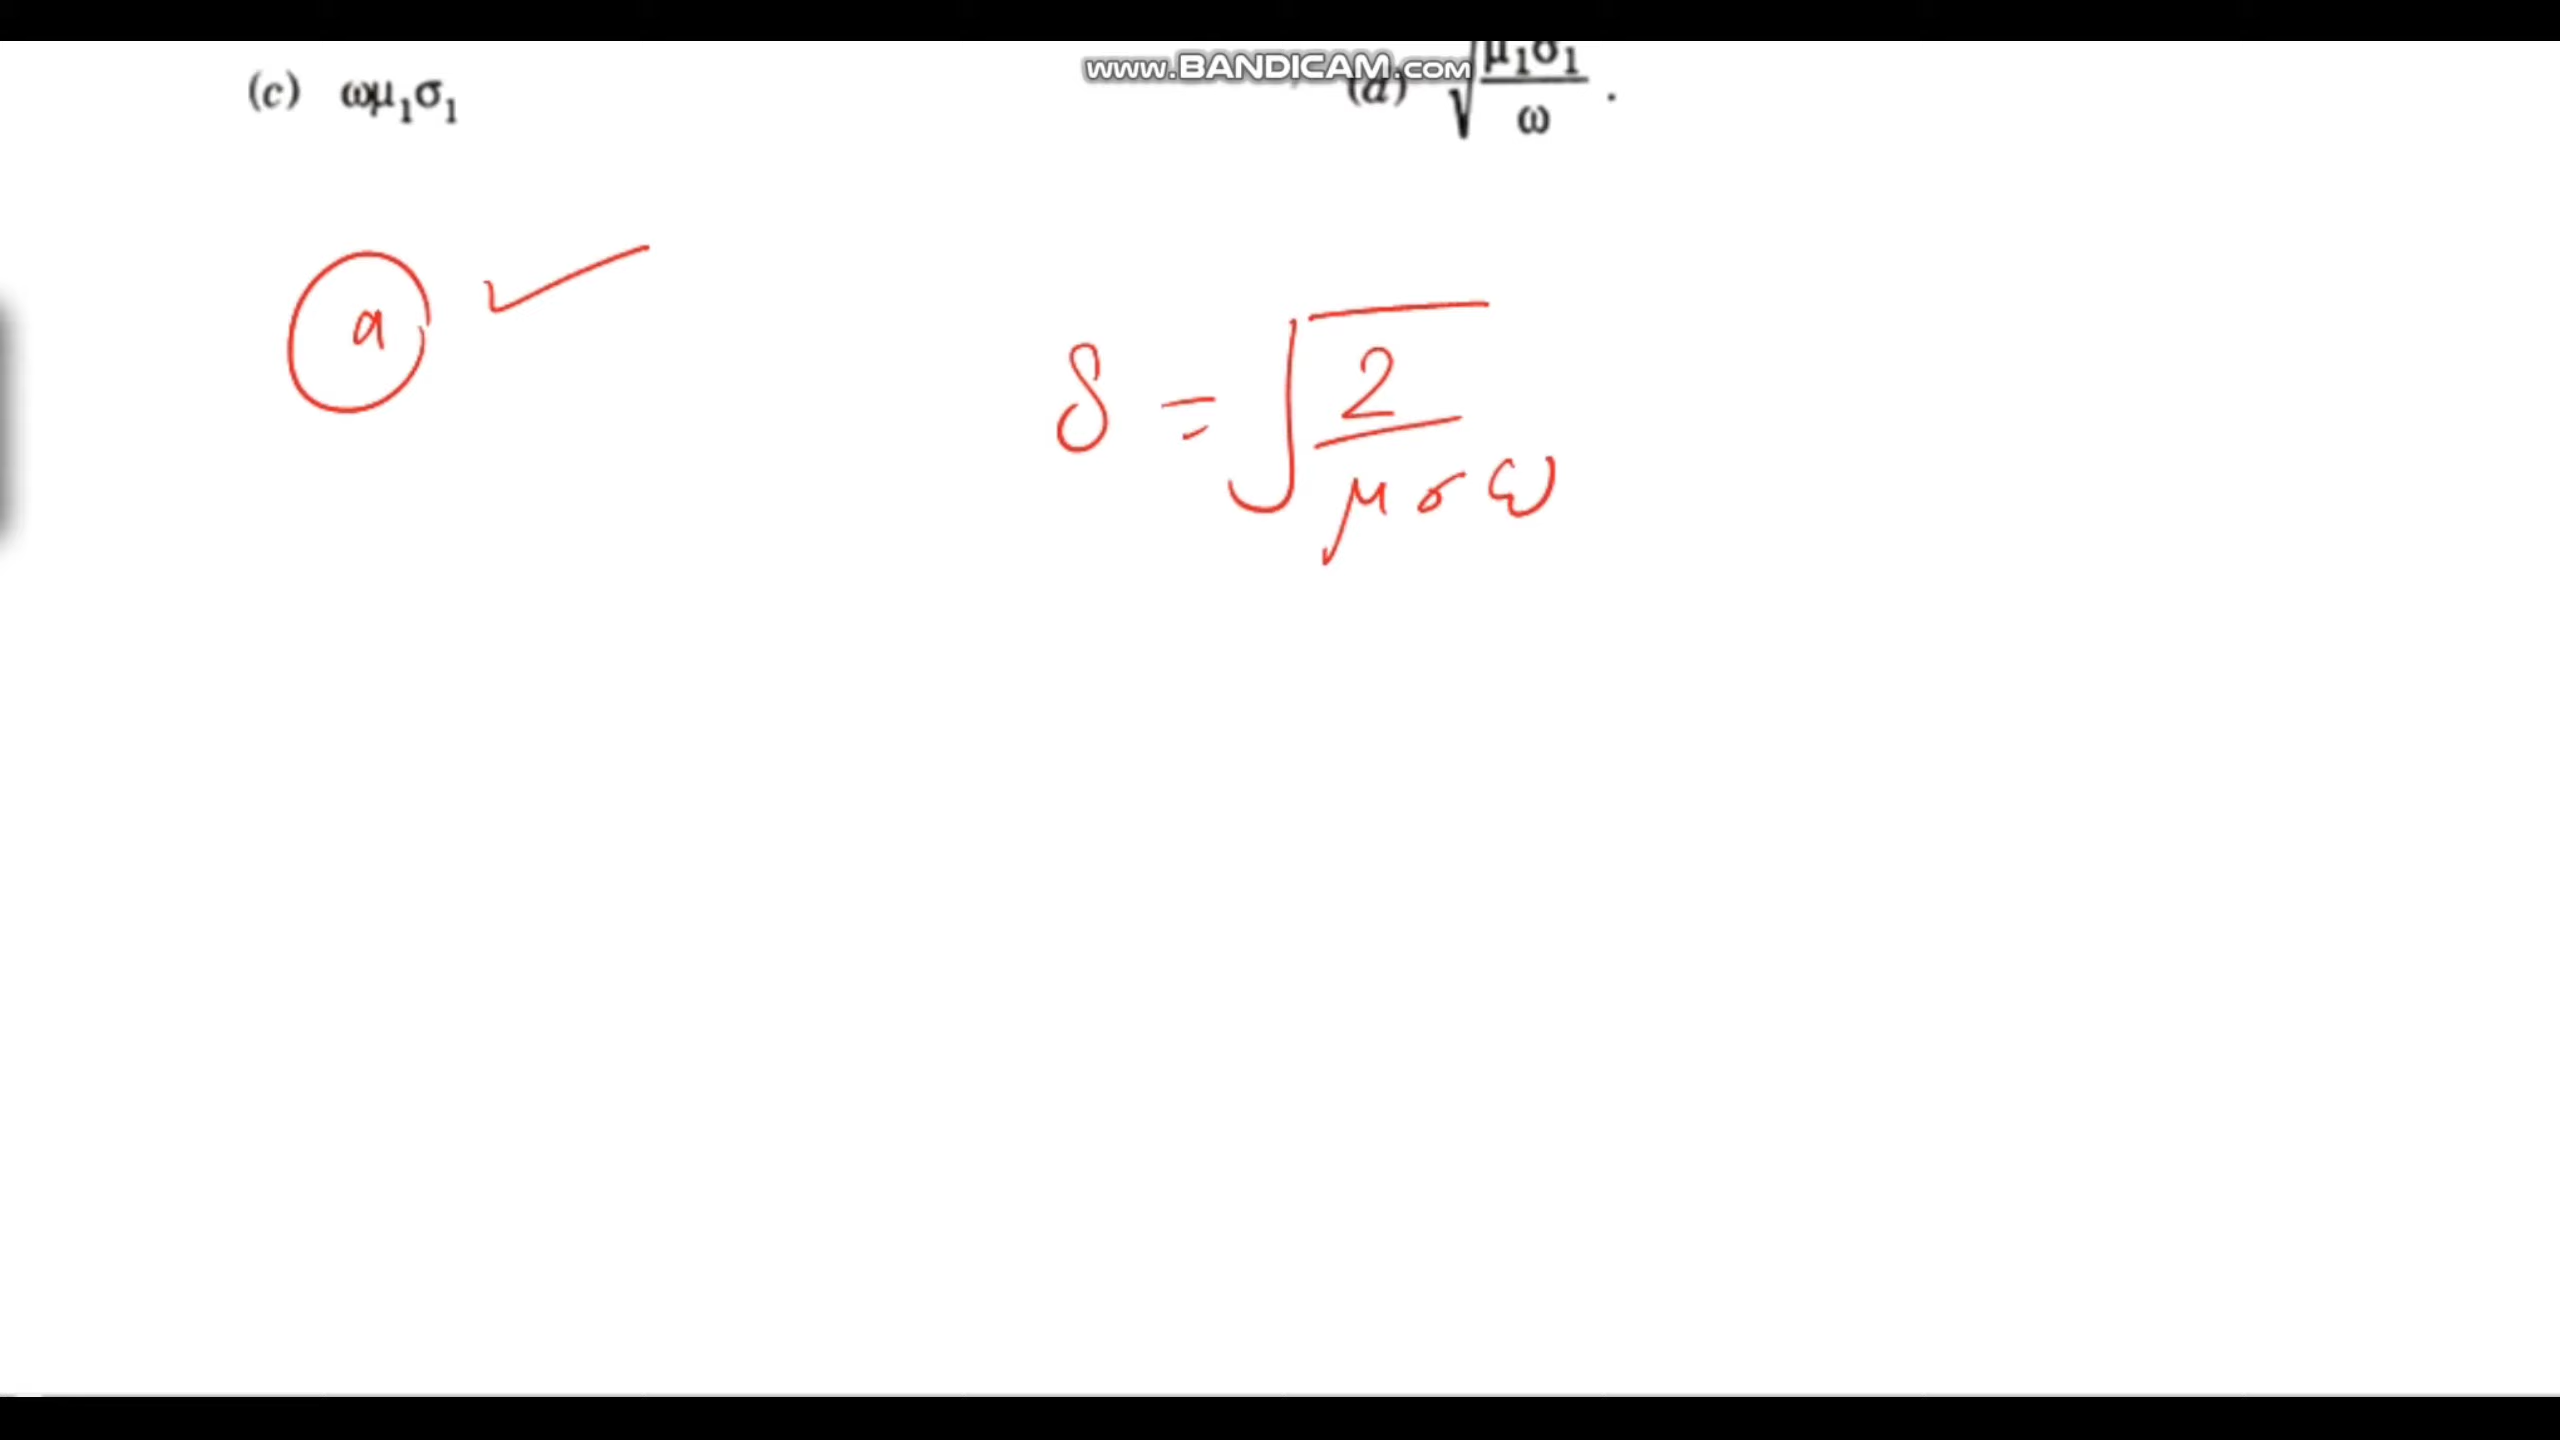 www.BANDICAM.com
(c) ωμ₁σ₁
(d) √(μ₁σ₁/ω) .
a ✓
δ = √(2/μσω)